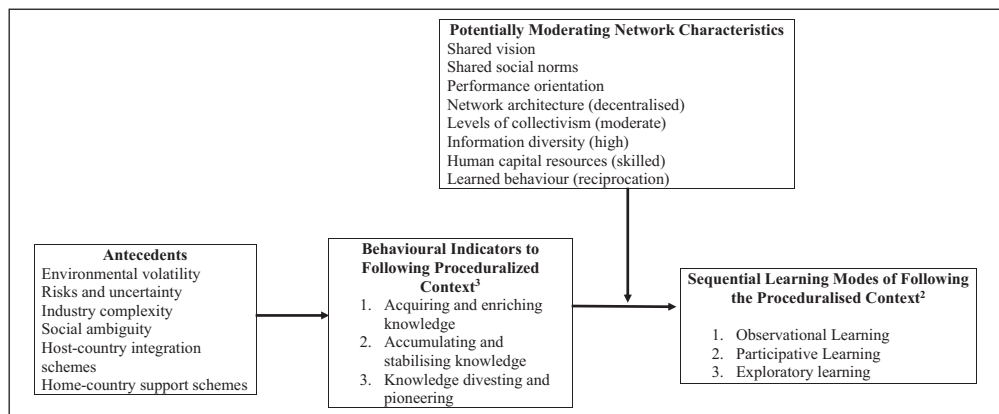 Potentially Moderating Network Characteristics
Shared vision
Shared social norms
Performance orientation
Network architecture (decentralised)
Levels of collectivism (moderate)
Information diversity (high)
Human capital resources (skilled)
Learned behaviour (reciprocation)
Antecedents
Environmental volatility
Risks and uncertainty
Industry complexity
Social ambiguity
Host-country integration
schemes
Home-country support schemes
Behavioural Indicators to
Following Proceduralized
Context³
1. Acquiring and enriching
knowledge
2. Accumulating and
stabilising knowledge
3. Knowledge divesting and
pioneering
Sequential Learning Modes of Following
the Proceduralised Context²
1. Observational Learning
2. Participative Learning
3. Exploratory learning